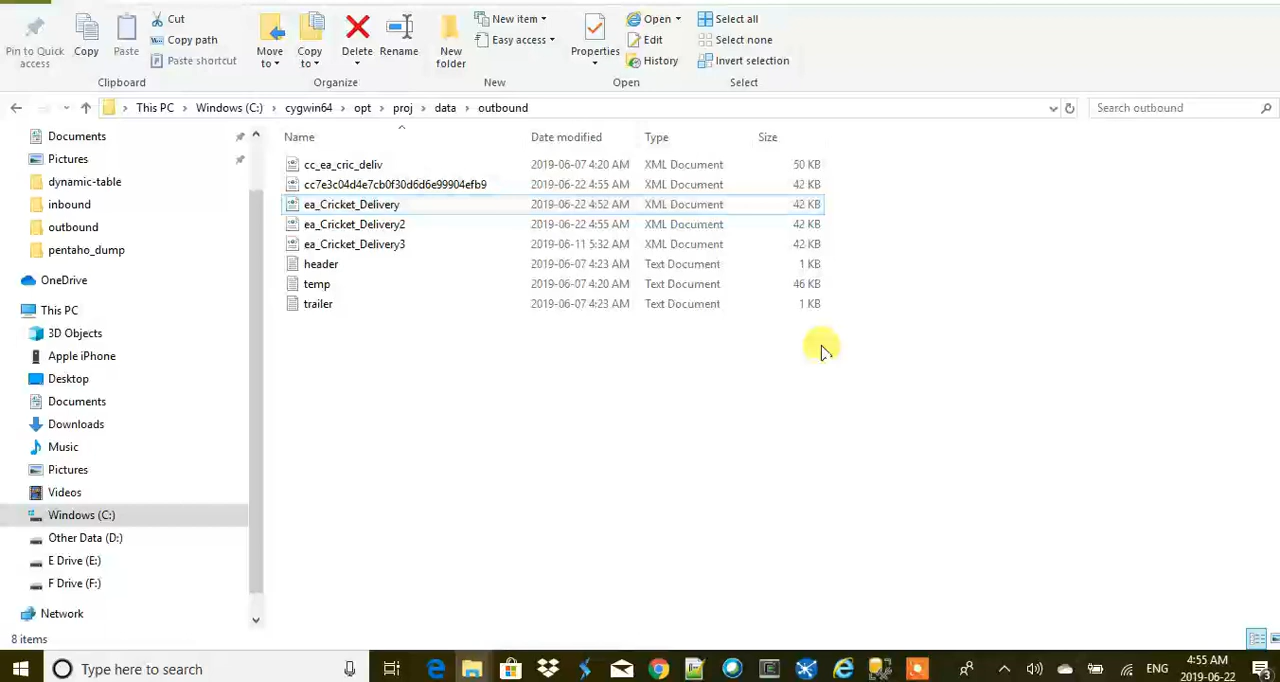 Pin to Quick access
Copy
Paste
Cut
Copy path
Paste shortcut
Clipboard
Move to
Copy to
Delete
Rename
Organize
New folder
New item
Easy access
New
Properties
Open
Edit
History
Open
Select all
Select none
Invert selection
Select
This PC > Windows (C:) > cygwin64 > opt > proj > data > outbound
Search outbound
Name Date modified Type Size
cc_ea_cric_deliv 2019-06-07 4:20 AM XML Document 50 KB
cc7e3c04d4e7cb0f30d6d6e99904efb9 2019-06-22 4:55 AM XML Document 42 KB
ea_Cricket_Delivery 2019-06-22 4:52 AM XML Document 42 KB
ea_Cricket_Delivery2 2019-06-22 4:55 AM XML Document 42 KB
ea_Cricket_Delivery3 2019-06-11 5:32 AM XML Document 42 KB
header 2019-06-07 4:23 AM Text Document 1 KB
temp 2019-06-07 4:20 AM Text Document 46 KB
trailer 2019-06-07 4:23 AM Text Document 1 KB
Documents
Pictures
dynamic-table
inbound
outbound
pentaho_dump
OneDrive
This PC
3D Objects
Apple iPhone
Desktop
Documents
Downloads
Music
Pictures
Videos
Windows (C:)
Other Data (D:)
E Drive (E:)
F Drive (F:)
Network
8 items
Type here to search
ENG
4:55 AM
2019-06-22
3